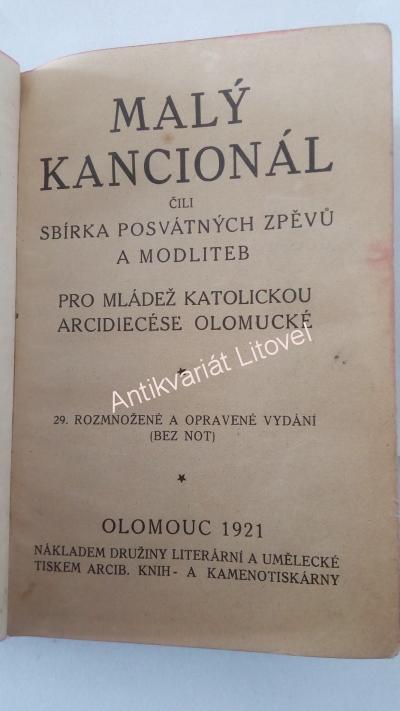 MALÝ
KANCIONÁL
ČILI
SBÍRKA POSVÁTNÝCH ZPĚVŮ
A MODLITEB
PRO MLÁDEŽ KATOLICKOU
ARCIDIECÉSE OLOMUCKÉ
Antikvariát Litovel
29. ROZMNOŽENÉ A OPRAVENÉ VYDÁNÍ
(BEZ NOT)
OLOMOUC 1921
NÁKLADEM DRUŽINY LITERÁRNÍ A UMĚLECKÉ
TISKEM ARCIB. KNIH- A KAMENOTISKÁRNY